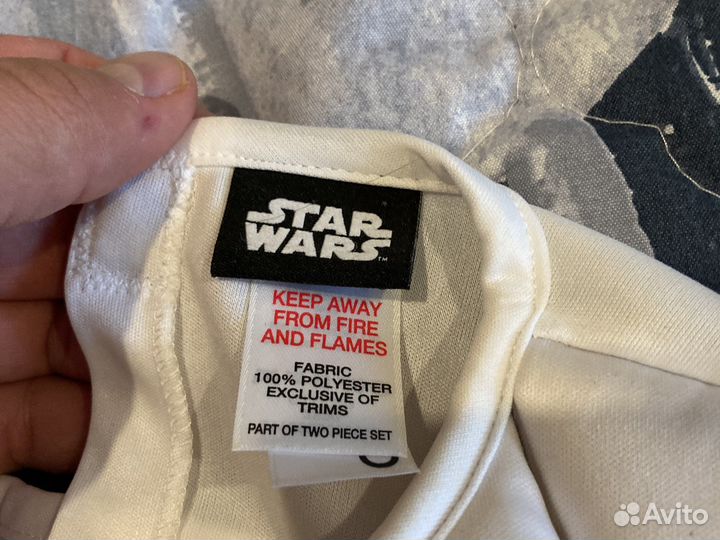 STAR
WARS
™
KEEP AWAY
FROM FIRE
AND FLAMES
FABRIC
100% POLYESTER
EXCLUSIVE OF
TRIMS
PART OF TWO PIECE SET
Avito